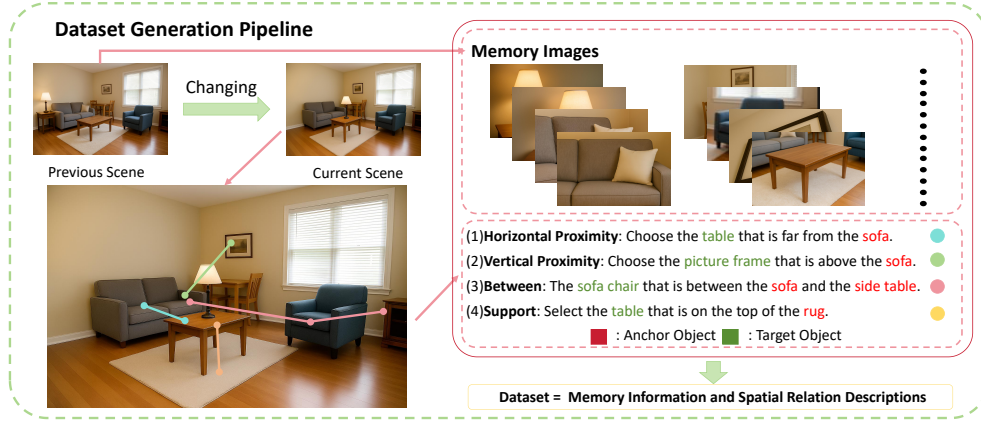 Dataset Generation Pipeline
Changing
Previous Scene
Current Scene
Memory Images
(1)Horizontal Proximity: Choose the table that is far from the sofa.
(2)Vertical Proximity: Choose the picture frame that is above the sofa.
(3)Between: The sofa chair that is between the sofa and the side table.
(4)Support: Select the table that is on the top of the rug.
: Anchor Object : Target Object
Dataset = Memory Information and Spatial Relation Descriptions